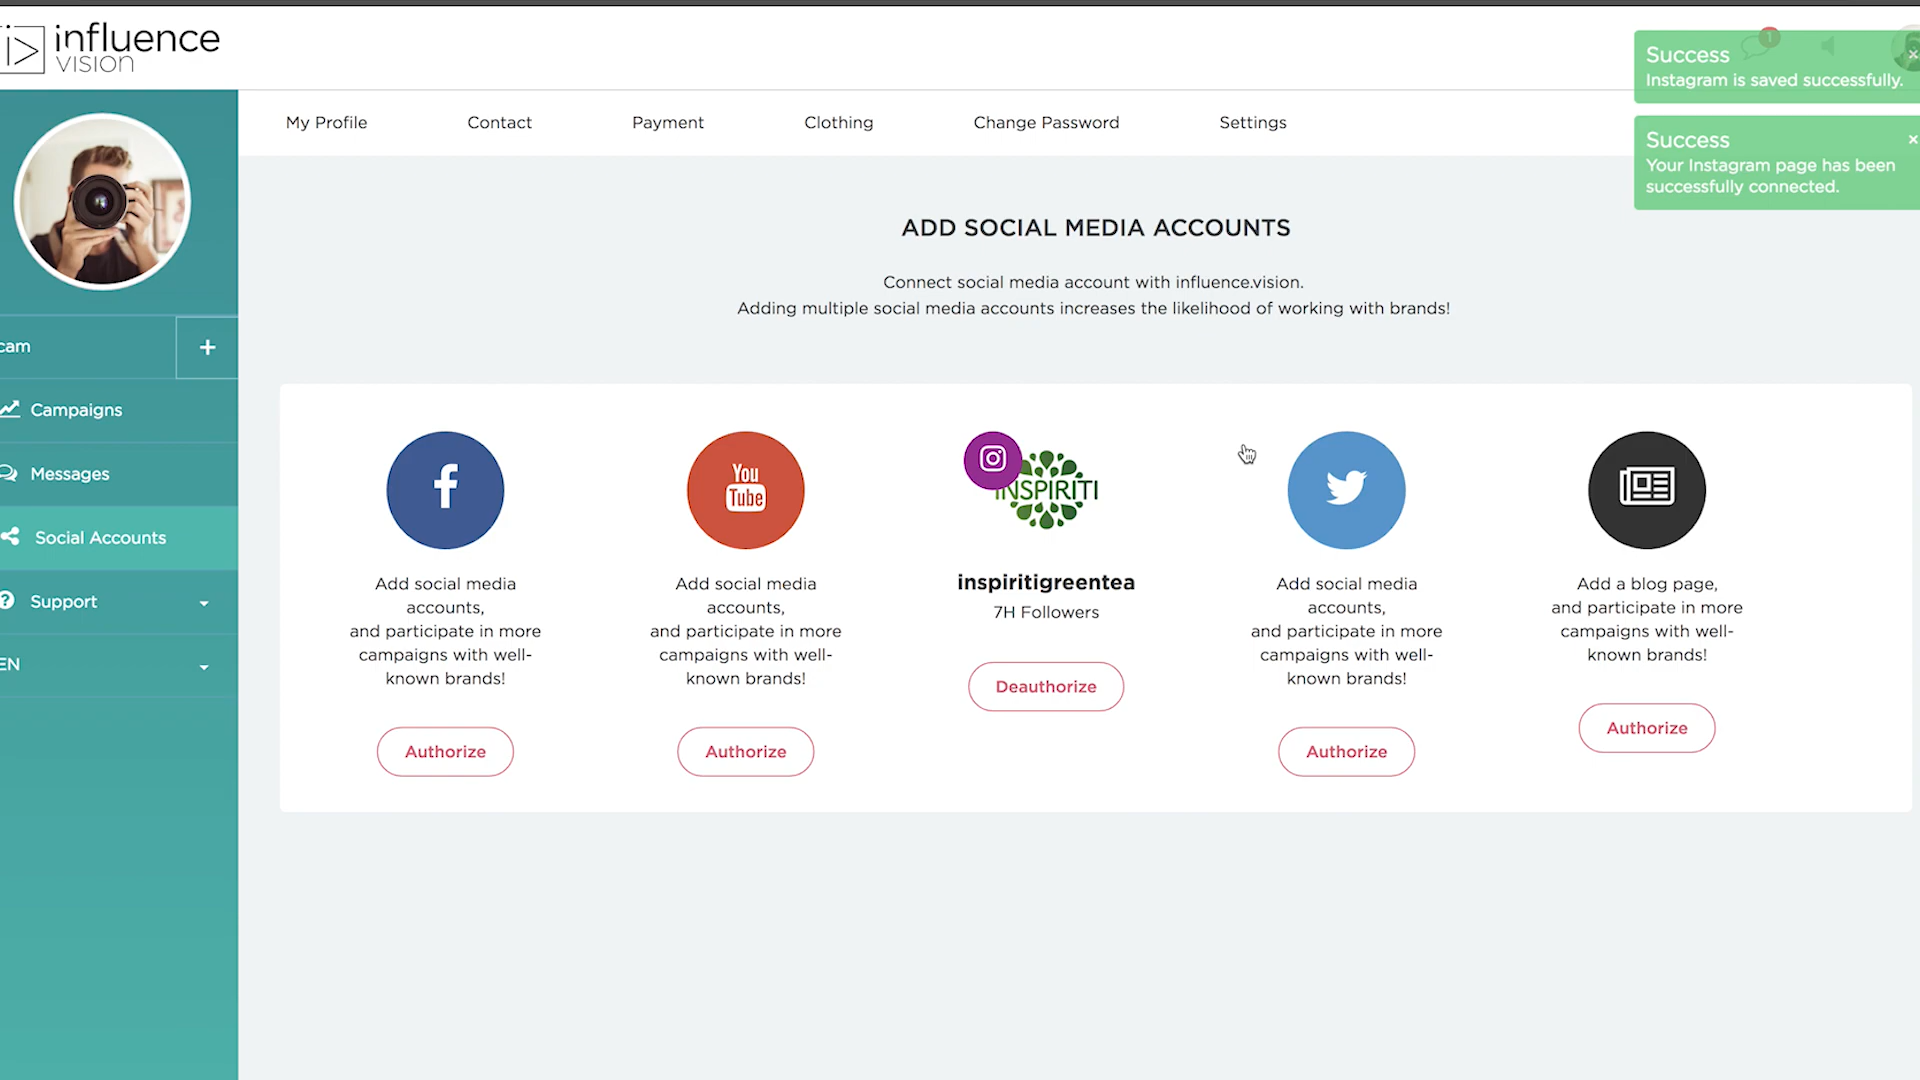 influence
VISION
1
Success
Instagram is saved successfully.
Success
Your Instagram page has been
successfully connected.
My Profile
Contact
Payment
Clothing
Change Password
Settings
cam
+
Campaigns
Messages
Social Accounts
Support
EN
ADD SOCIAL MEDIA ACCOUNTS
Connect social media account with influence.vision.
Adding multiple social media accounts increases the likelihood of working with brands!
f
Add social media
accounts,
and participate in more
campaigns with well-
known brands!
Authorize
You
Tube
Add social media
accounts,
and participate in more
campaigns with well-
known brands!
Authorize
INSPIRITI
inspiritigreentea
7H Followers
Deauthorize
Add social media
accounts,
and participate in more
campaigns with well-
known brands!
Authorize
Add a blog page,
and participate in more
campaigns with well-
known brands!
Authorize